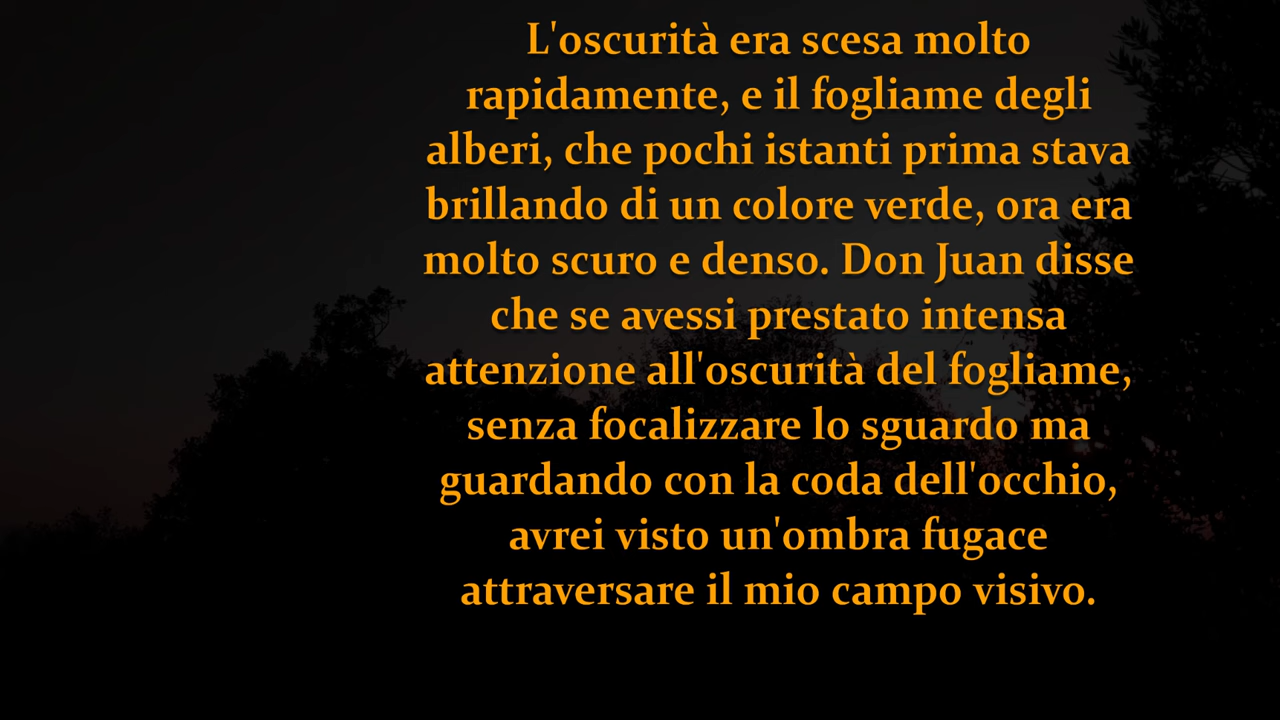 L'oscurità era scesa molto
rapidamente, e il fogliame degli
alberi, che pochi istanti prima stava
brillando di un colore verde, ora era
molto scuro e denso. Don Juan disse
che se avessi prestato intensa
attenzione all'oscurità del fogliame,
senza focalizzare lo sguardo ma
guardando con la coda dell'occhio,
avrei visto un'ombra fugace
attraversare il mio campo visivo.